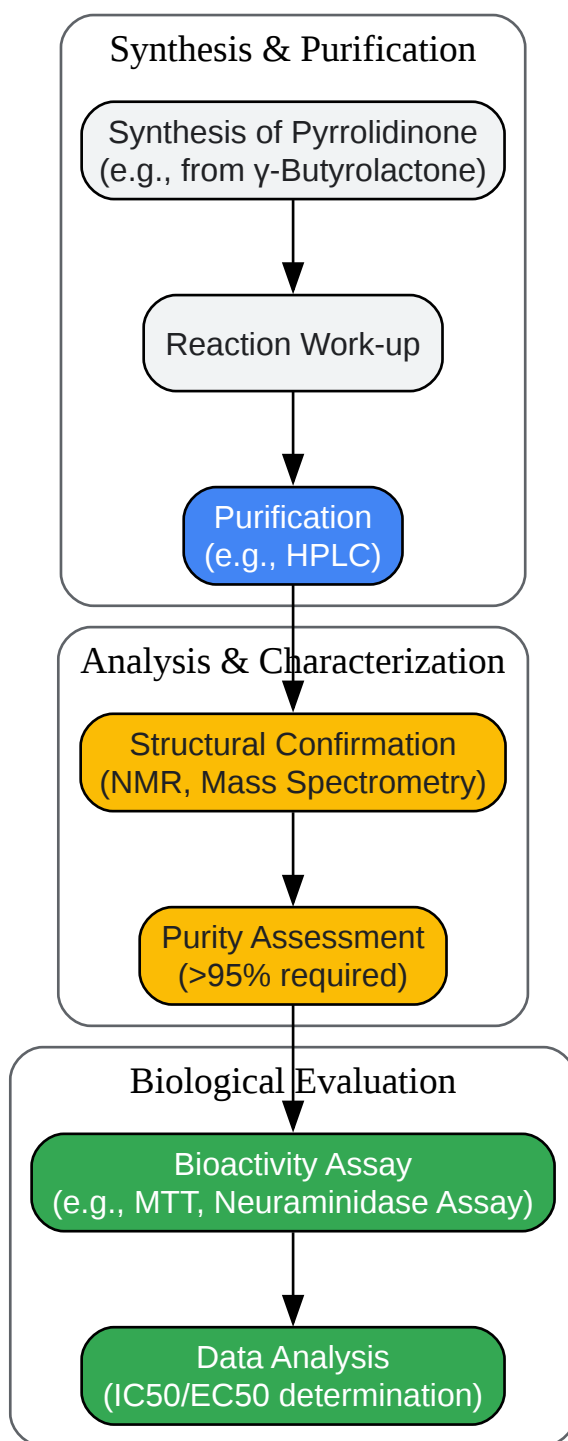 Synthesis & Purification
Synthesis of Pyrrolidinone
(e.g., from γ-Butyrolactone)
Reaction Work-up
Purification
(e.g., HPLC)
Analysis & Characterization
Structural Confirmation
(NMR, Mass Spectrometry)
Purity Assessment
(>95% required)
Biological Evaluation
Bioactivity Assay
(e.g., MTT, Neuraminidase Assay)
Data Analysis
(IC50/EC50 determination)